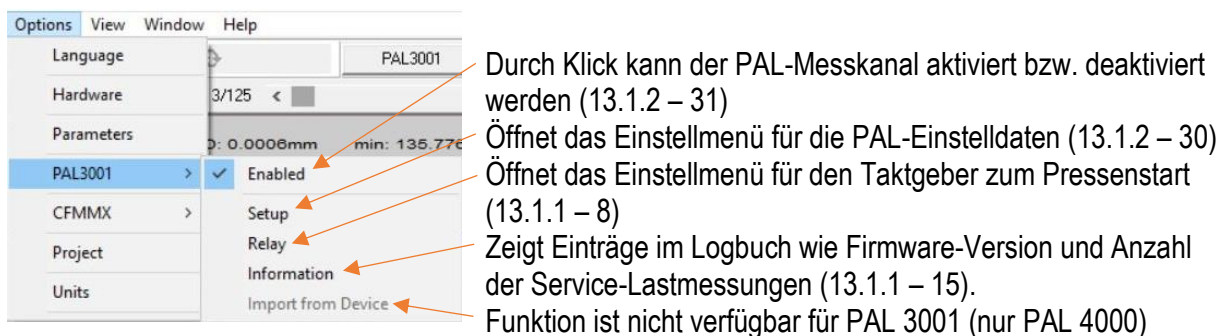 Options View Window Help
Language
PAL3001
Durch Klick kann der PAL-Messkanal aktiviert bzw. deaktiviert
Hardware
3/125 <
werden (13.1.2 – 31)
Parameters
0.0006mm min: 135.776
Öffnet das Einstellmenü für die PAL-Einstelldaten (13.1.2 – 30)
PAL3001 > ✓ Enabled
Öffnet das Einstellmenü für den Taktgeber zum Pressenstart
CFMMX > Setup
(13.1.1 – 8)
Project
Relay
Zeigt Einträge im Logbuch wie Firmware-Version und Anzahl
Information
der Service-Lastmessungen (13.1.1 – 15).
Units
Import from Device
Funktion ist nicht verfügbar für PAL 3001 (nur PAL 4000)